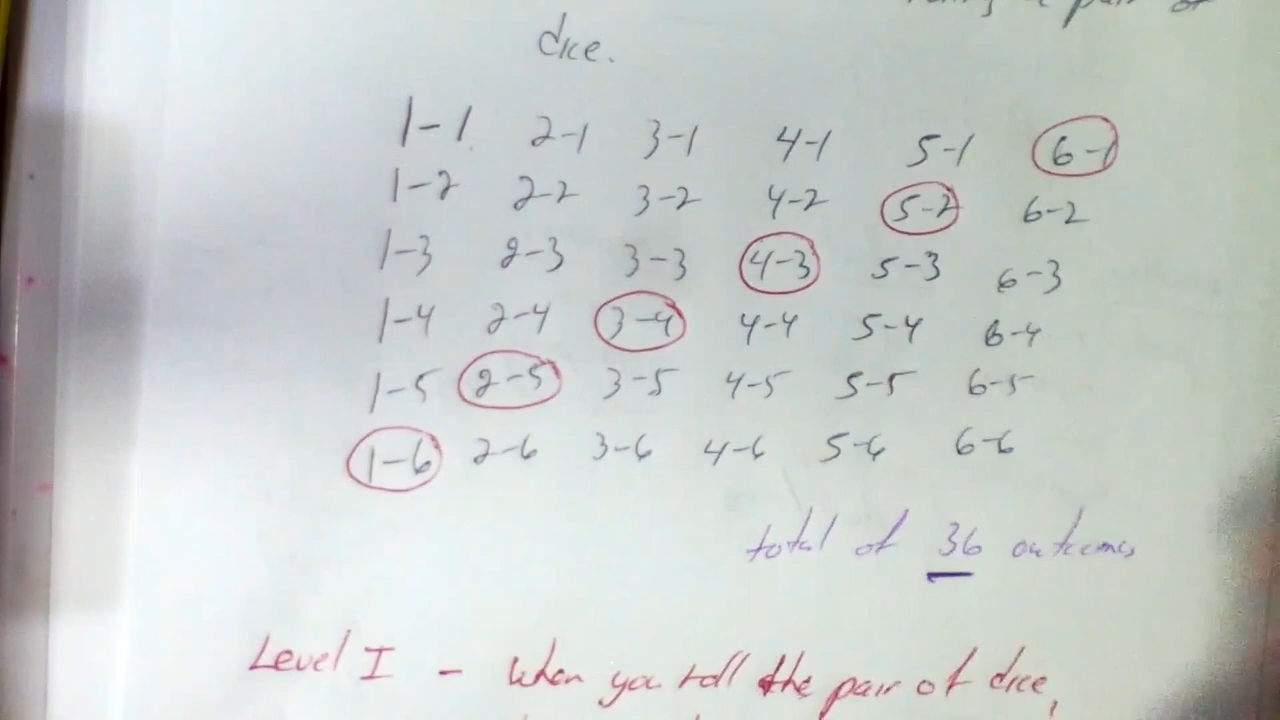 a pair of
dice.
1-1 2-1 3-1 4-1 5-1 6-1
1-2 2-2 3-2 4-2 5-2 6-2
1-3 2-3 3-3 4-3 5-3 6-3
1-4 2-4 3-4 4-4 5-4 6-4
1-5 2-5 3-5 4-5 5-5 6-5
1-6 2-6 3-6 4-6 5-6 6-6
total of 36 outcomes
Level I - When you roll the pair of dice,